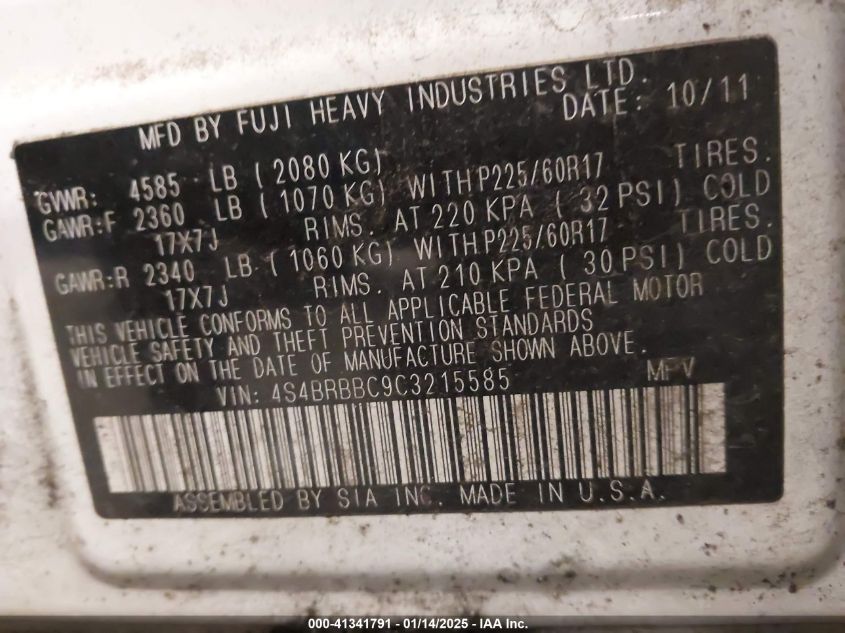 MFD BY FUJI HEAVY INDUSTRIES LTD.
DATE: 10/11
GVWR: 4585 LB ( 2080 KG)
GAWR:F 2360 LB ( 1070 KG) WITH P225/60R17 TIRES.
17X7J RIMS. AT 220 KPA ( 32 PSI) COLD
GAWR:R 2340 LB ( 1060 KG) WITH P225/60R17 TIRES.
17X7J RIMS. AT 210 KPA ( 30 PSI) COLD
THIS VEHICLE CONFORMS TO ALL APPLICABLE FEDERAL MOTOR
VEHICLE SAFETY AND THEFT PREVENTION STANDARDS
IN EFFECT ON THE DATE OF MANUFACTURE SHOWN ABOVE.
VIN: 4S4BRBBC9C3215585 MPV
ASSEMBLED BY SIA INC. MADE IN U.S.A.
000-41341791 - 01/14/2025 - IAA Inc.